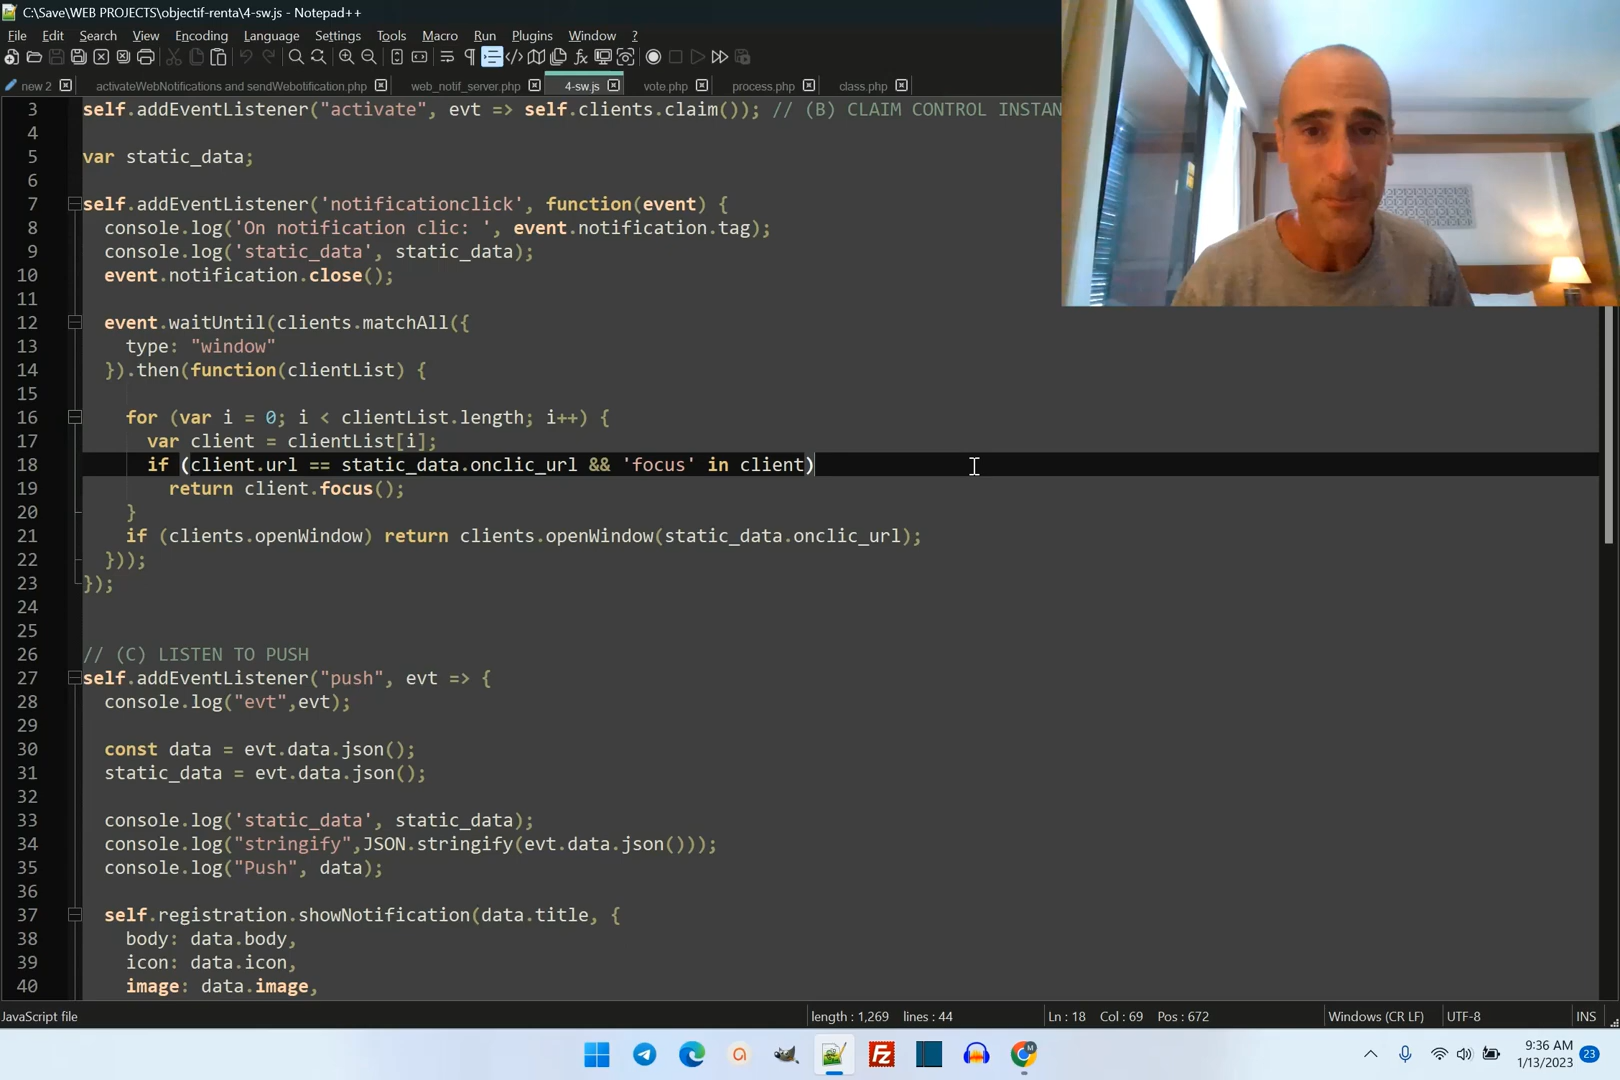 C:\Save\WEB PROJECTS\objectif-renta\4-sw.js - Notepad++
File Edit Search View Encoding Language Settings Tools Macro Run Plugins Window ?
new 2 activateWebNotifications and sendWebotification.php web_notif_server.php 4-sw.js vote.php process.php class.php
3 self.addEventListener("activate", evt => self.clients.claim()); // (B) CLAIM CONTROL INSTAN
4
5 var static_data;
6
7 self.addEventListener('notificationclick', function(event) {
8 console.log('On notification clic: ', event.notification.tag);
9 console.log('static_data', static_data);
10 event.notification.close();
11
12 event.waitUntil(clients.matchAll({
13 type: "window"
14 }).then(function(clientList) {
15
16 for (var i = 0; i < clientList.length; i++) {
17 var client = clientList[i];
18 if (client.url == static_data.onclic_url && 'focus' in client)
19 return client.focus();
20 }
21 if (clients.openWindow) return clients.openWindow(static_data.onclic_url);
22 }));
23 });
24
25
26 // (C) LISTEN TO PUSH
27 self.addEventListener("push", evt => {
28 console.log("evt",evt);
29
30 const data = evt.data.json();
31 static_data = evt.data.json();
32
33 console.log('static_data', static_data);
34 console.log("stringify",JSON.stringify(evt.data.json()));
35 console.log("Push", data);
36
37 self.registration.showNotification(data.title, {
38 body: data.body,
39 icon: data.icon,
40 image: data.image,
JavaScript file length : 1,269 lines : 44 Ln : 18 Col : 69 Pos : 672 Windows (CR LF) UTF-8 INS
9:36 AM
1/13/2023 23